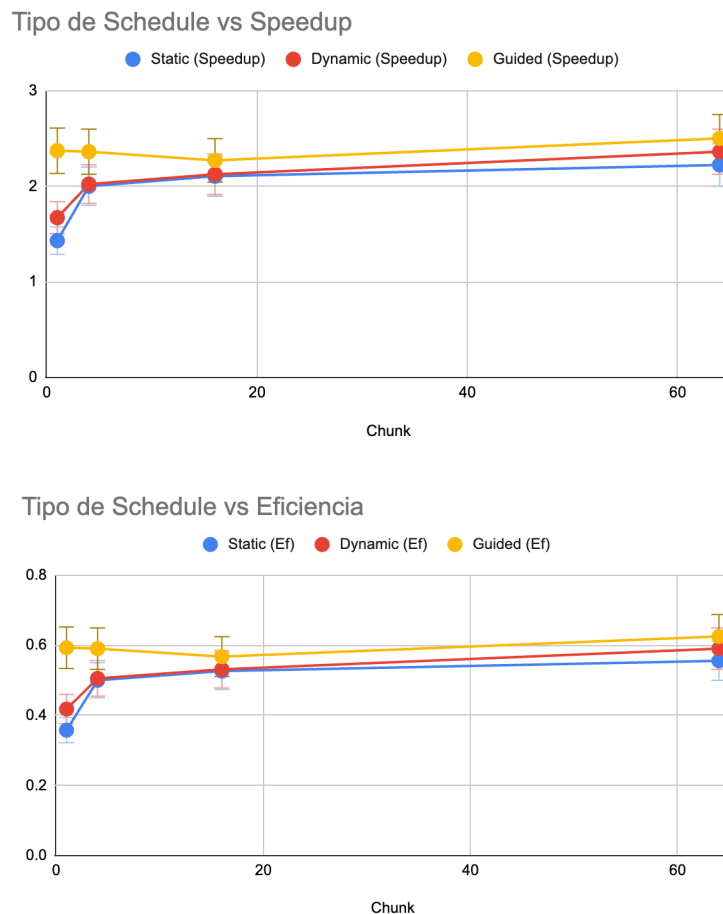 Tipo de Schedule vs Speedup
Static (Speedup) Dynamic (Speedup) Guided (Speedup)
3
2
1
0
0 20 40 60
Chunk
Tipo de Schedule vs Eficiencia
Static (Ef) Dynamic (Ef) Guided (Ef)
0.8
0.6
0.4
0.2
0.0
0 20 40 60
Chunk